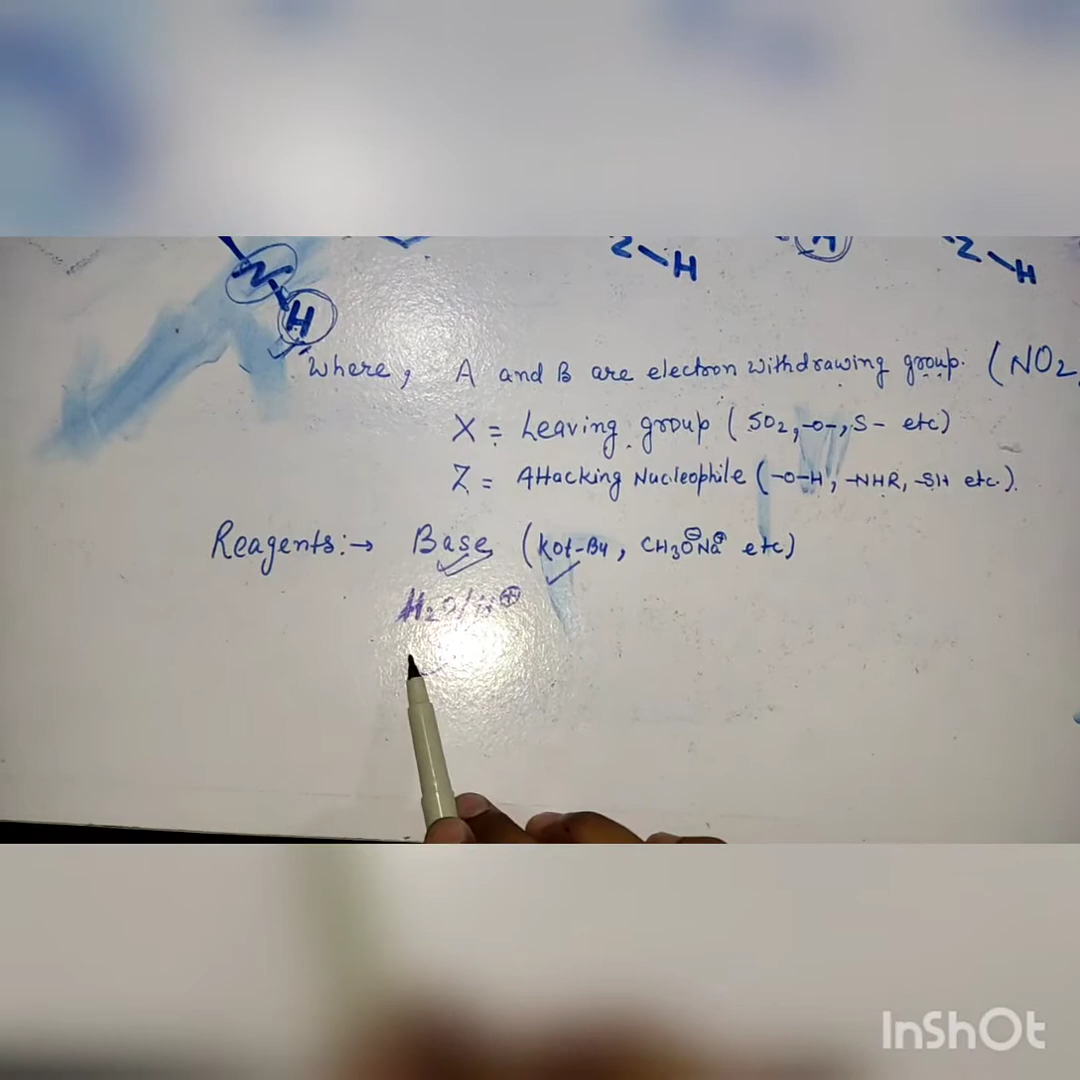 N
H
Z H
A
Z H
Where, A and B are electron withdrawing group. (NO2,
X = Leaving group (SO2, -O-, S- etc)
Z = Attacking Nucleophile (-O-H, -NHR, -SH etc.).
Reagents:→ Base (Kot-Bu, CH3O⊖Na⊕ etc)
H2O/H⊕
InShOt